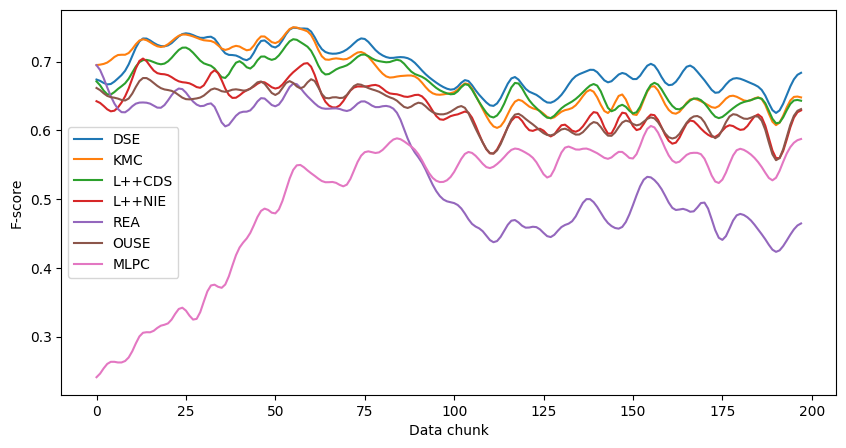 0.7
0.6
0.5
0.4
0.3
F-score
DSE
KMC
L++CDS
L++NIE
REA
OUSE
MLPC
0 25 50 75 100 125 150 175 200
Data chunk